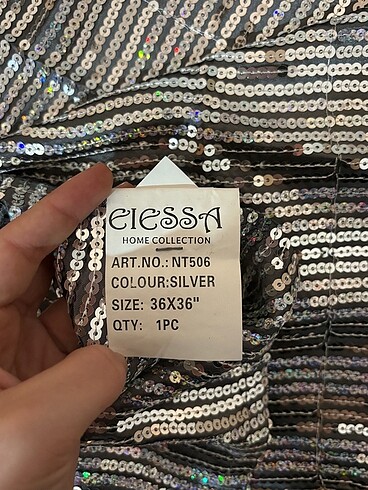 EIESSA
HOME COLLECTION
ART.NO.: NT506
COLOUR:SILVER
SIZE: 36X36"
QTY: 1PC